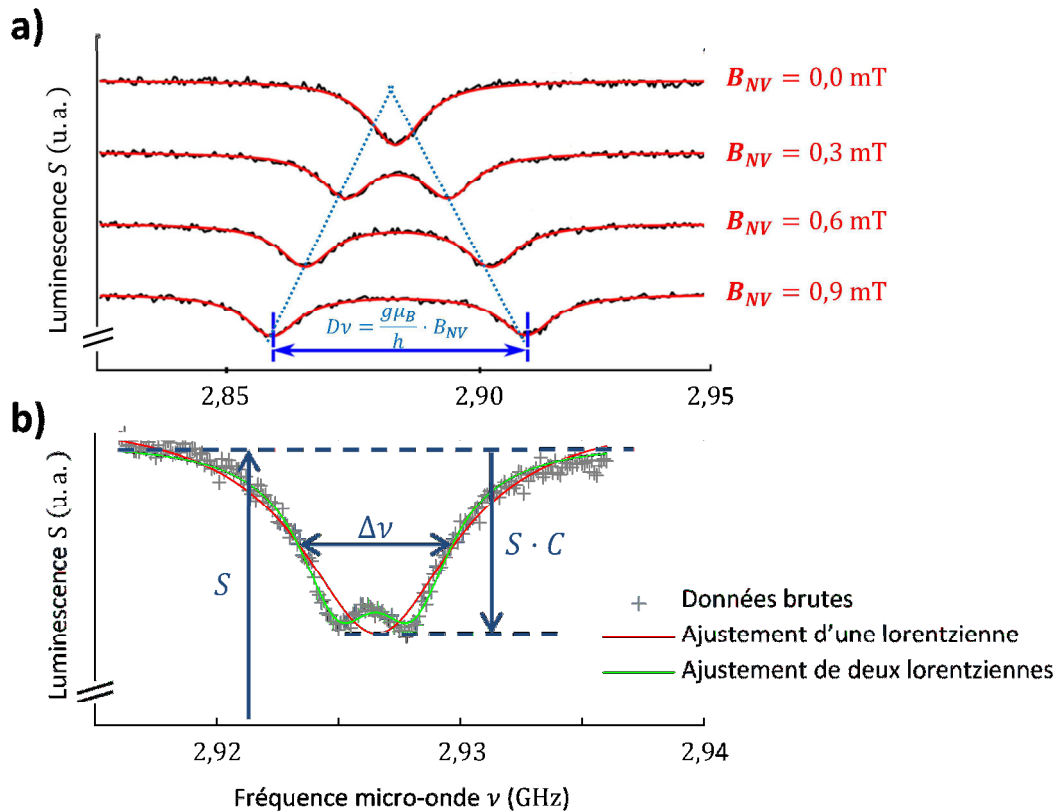 a)
Luminescence S (u. a.)
B_NV = 0,0 mT
B_NV = 0,3 mT
B_NV = 0,6 mT
B_NV = 0,9 mT
Dν = gμ_B/h · B_NV
2,85
2,90
2,95
b)
Luminescence S (u. a.)
Δν
S
S · C
Données brutes
Ajustement d'une lorentzienne
Ajustement de deux lorentziennes
2,92
2,93
2,94
Fréquence micro-onde ν (GHz)